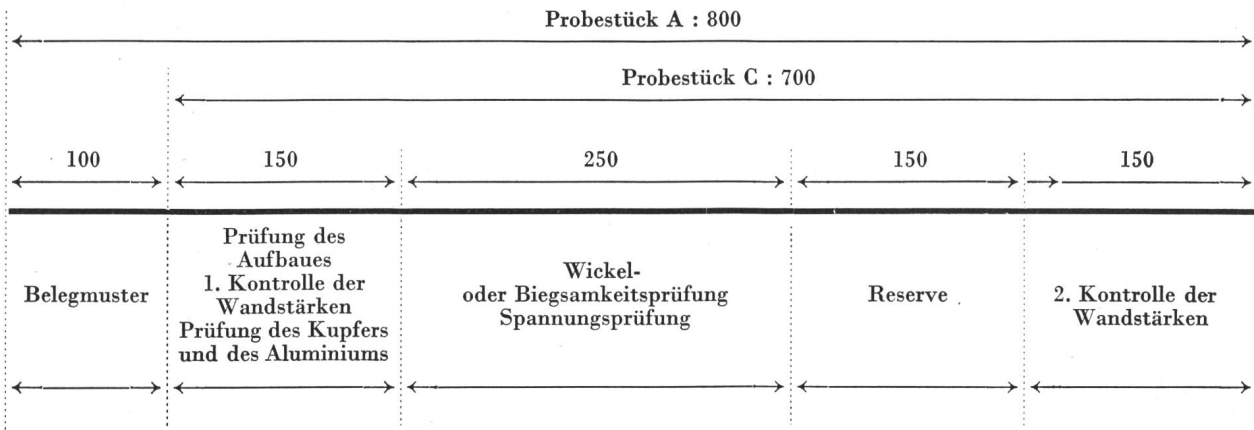 Probestück A : 800
Probestück C : 700
100 150 250 150 150
Belegmuster
Prüfung des
Aufbaues
1. Kontrolle der
Wandstärken
Prüfung des Kupfers
und des Aluminiums
Wickel-
oder Biegsamkeitsprüfung
Spannungsprüfung
Reserve
2. Kontrolle der
Wandstärken